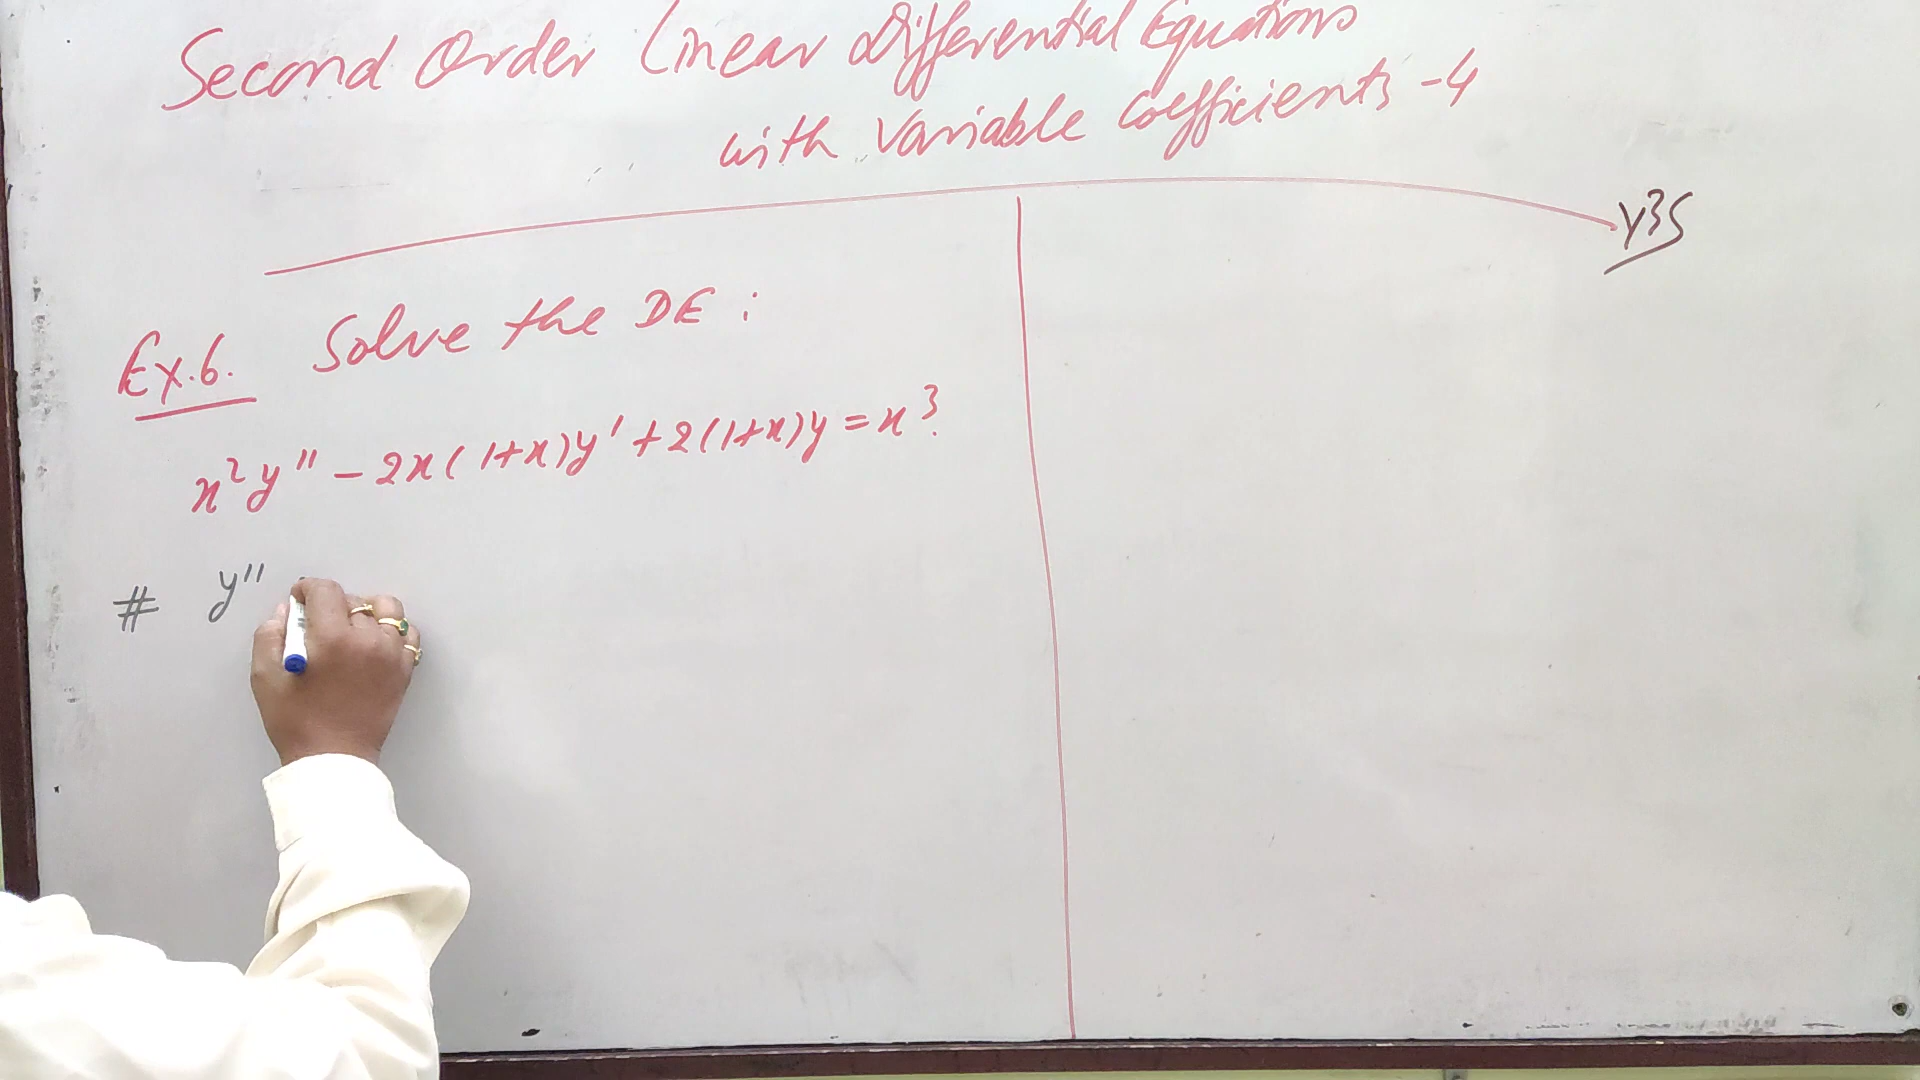 Second Order Linear Differential Equations
with Variable coefficients -4
Y3S
Ex.6. Solve the DE :
x²y'' - 2x(1+x)y' + 2(1+x)y = x³.
# y''